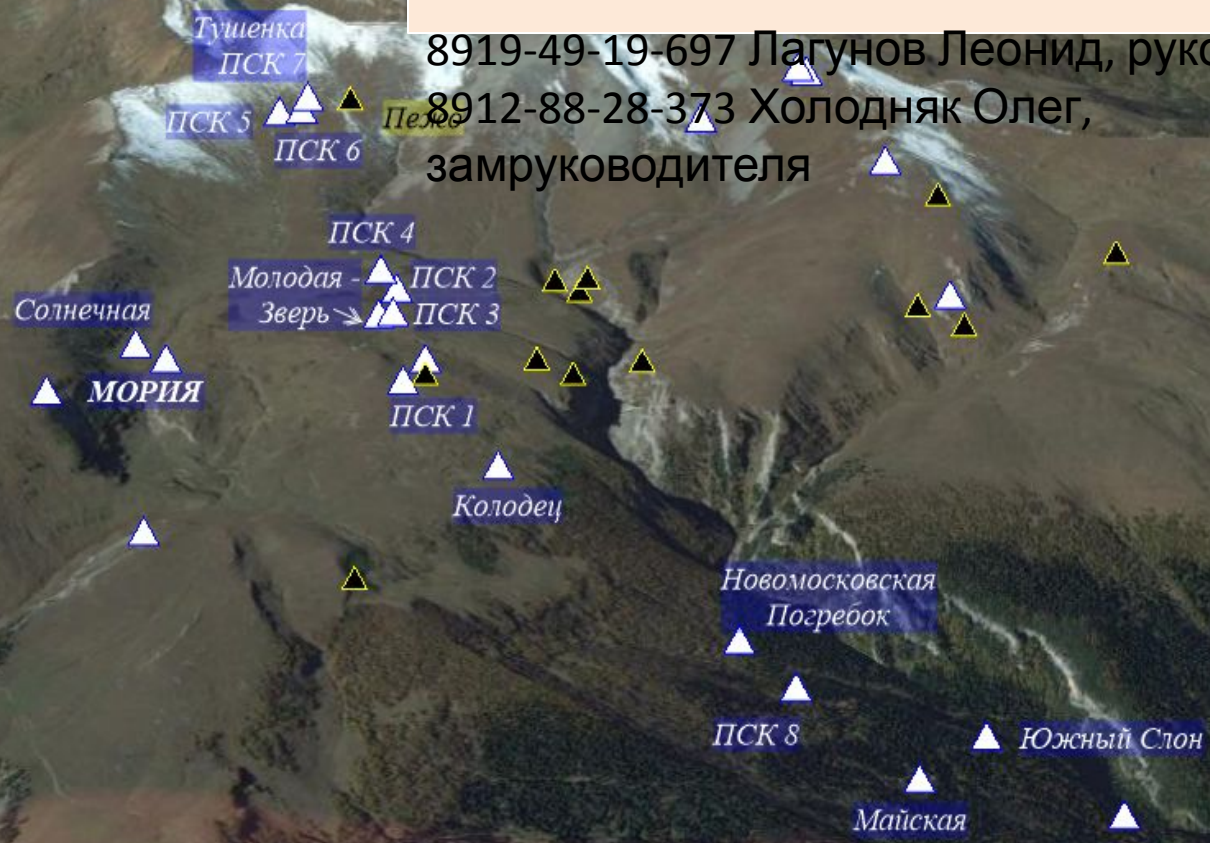 Тушенка
ПСК 7
8919-49-19-697 Лагунов Леонид, руко
ПСК 5
Пежо
8912-88-28-373 Холодняк Олег,
ПСК 6
замруководителя
ПСК 4
Молодая -
ПСК 2
Зверь
ПСК 3
Солнечная
МОРИЯ
ПСК 1
Колодец
Новомосковская
Погребок
ПСК 8
Южный Слон
Майская